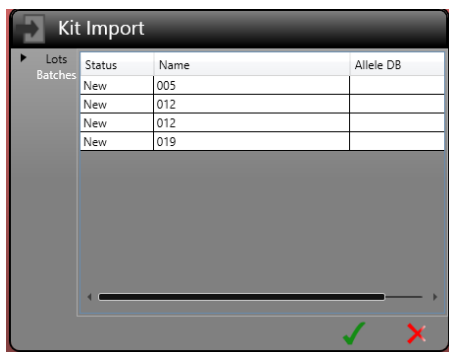 Kit Import
Lots
Batches
Status Name Allele DB
New 005
New 012
New 012
New 019